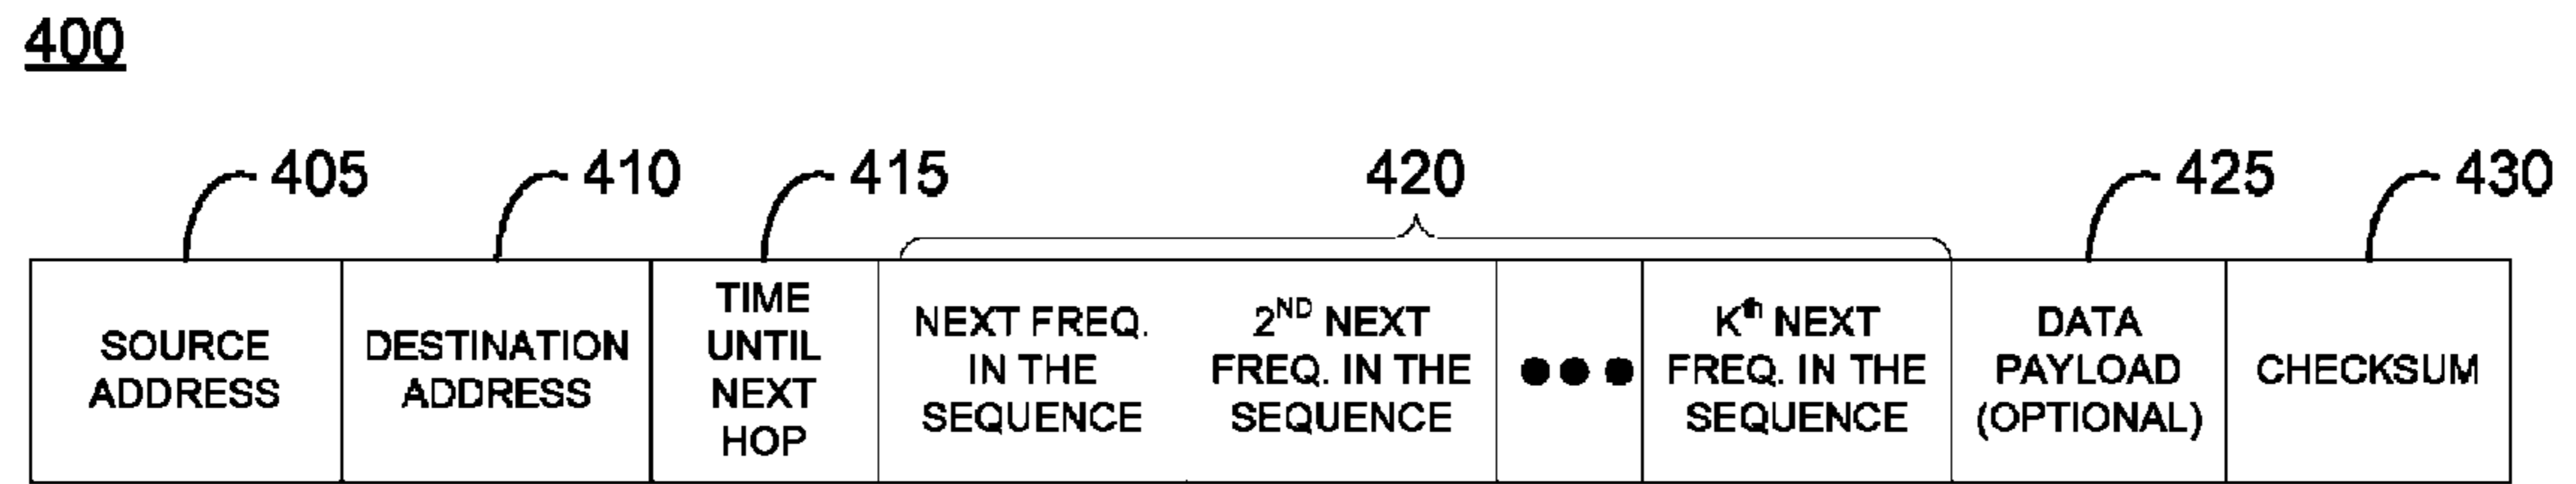 400
405
410
415
420
425
430
SOURCE
ADDRESS
DESTINATION
ADDRESS
TIME
UNTIL
NEXT
HOP
NEXT FREQ.
IN THE
SEQUENCE
2ND NEXT
FREQ. IN THE
SEQUENCE
●●●
Kth NEXT
FREQ. IN THE
SEQUENCE
DATA
PAYLOAD
(OPTIONAL)
CHECKSUM